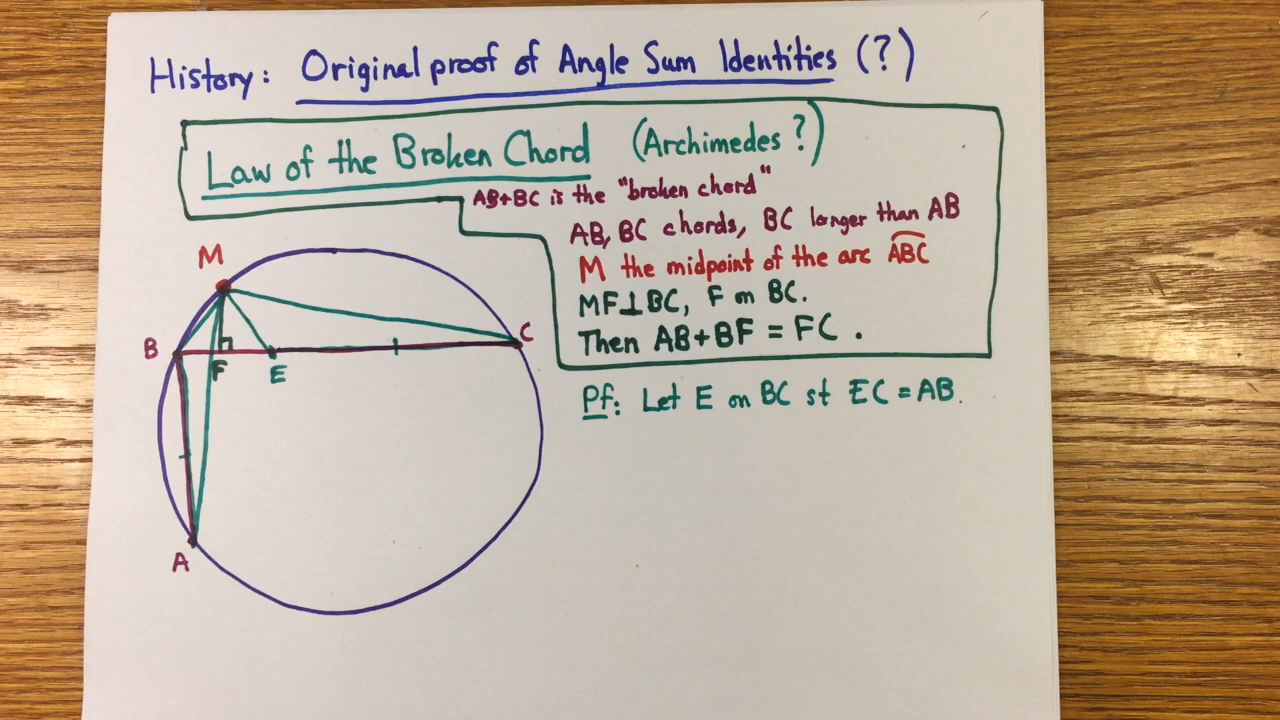 History: Original proof of Angle Sum Identities (?)
Law of the Broken Chord (Archimedes?)
AB+BC is the "broken chord"
AB, BC chords, BC longer than AB
M the midpoint of the arc ABC
MF⊥BC, F on BC.
Then AB+BF = FC.
Pf: Let E on BC st EC = AB.
M
B
C
F
E
A